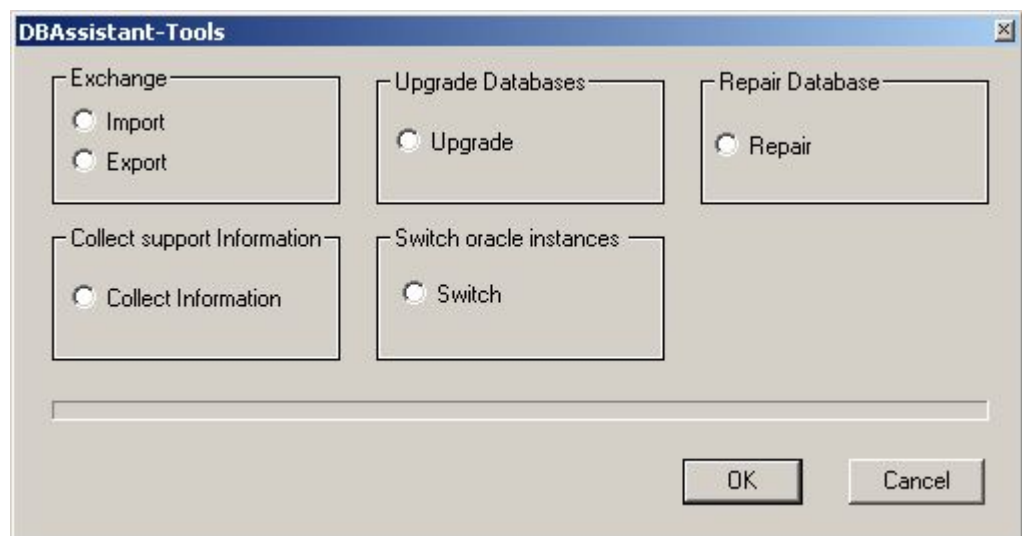 DBAssistant-Tools
Exchange
Import
Export
Upgrade Databases
Upgrade
Repair Database
Repair
Collect support Information
Collect Information
Switch oracle instances
Switch
OK
Cancel